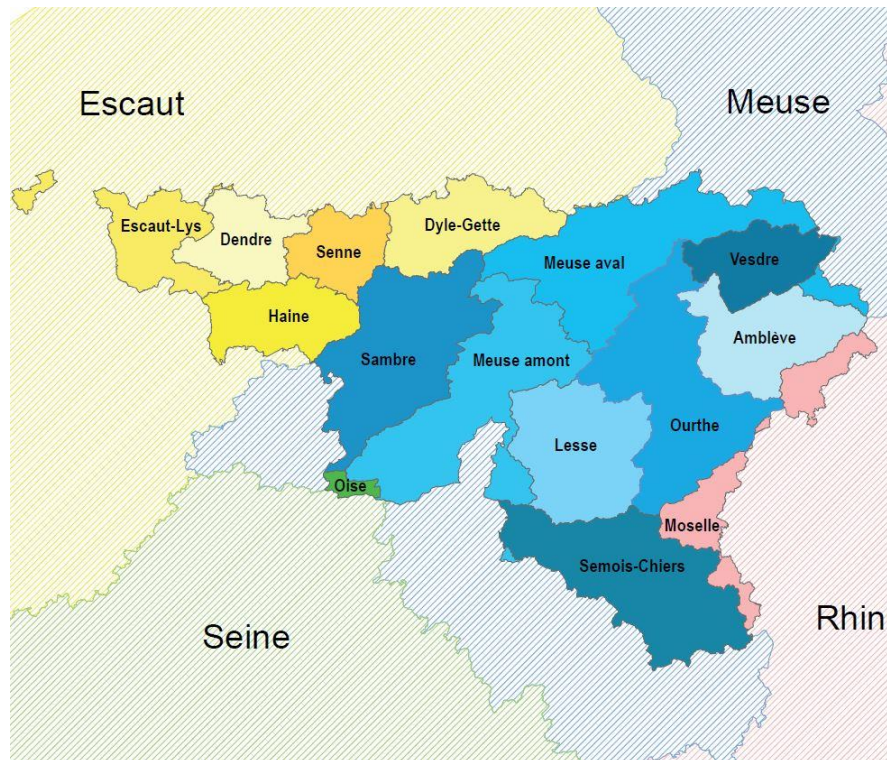 Escaut
Meuse
Escaut-Lys
Dendre
Senne
Dyle-Gette
Meuse aval
Vesdre
Haine
Sambre
Meuse amont
Amblève
Lesse
Ourthe
Oise
Moselle
Semois-Chiers
Seine
Rhin